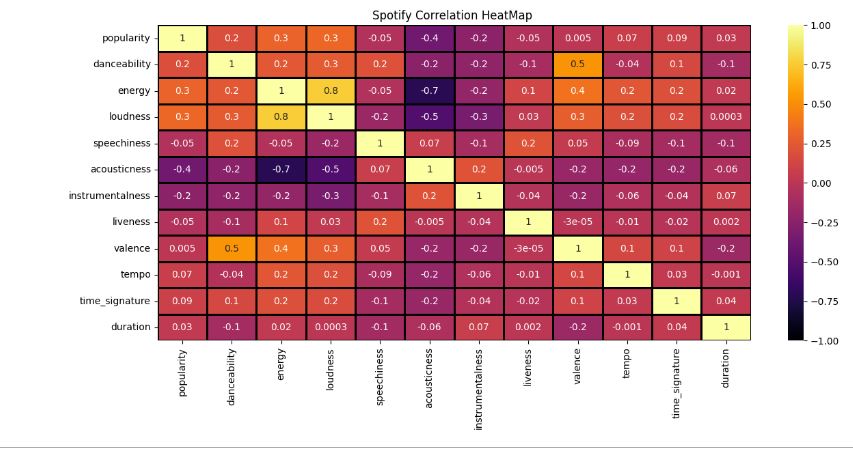 Spotify Correlation HeatMap
popularity 1 0.2 0.3 0.3 -0.05 -0.4 -0.2 -0.05 0.005 0.07 0.09 0.03
danceability 0.2 1 0.2 0.3 0.2 -0.2 -0.2 -0.1 0.5 -0.04 0.1 -0.1
energy 0.3 0.2 1 0.8 -0.05 -0.7 -0.2 0.1 0.4 0.2 0.2 0.02
loudness 0.3 0.3 0.8 1 -0.2 -0.5 -0.3 0.03 0.3 0.2 0.2 0.0003
speechiness -0.05 0.2 -0.05 -0.2 1 0.07 -0.1 0.2 0.05 -0.09 -0.1 -0.1
acousticness -0.4 -0.2 -0.7 -0.5 0.07 1 0.2 -0.005 -0.2 -0.2 -0.2 -0.06
instrumentalness -0.2 -0.2 -0.2 -0.3 -0.1 0.2 1 -0.04 -0.2 -0.06 -0.04 0.07
liveness -0.05 -0.1 0.1 0.03 0.2 -0.005 -0.04 1 -3e-05 -0.01 -0.02 0.002
valence 0.005 0.5 0.4 0.3 0.05 -0.2 -0.2 -3e-05 1 0.1 0.1 -0.2
tempo 0.07 -0.04 0.2 0.2 -0.09 -0.2 -0.06 -0.01 0.1 1 0.03 -0.001
time_signature 0.09 0.1 0.2 0.2 -0.1 -0.2 -0.04 -0.02 0.1 0.03 1 0.04
duration 0.03 -0.1 0.02 0.0003 -0.1 -0.06 0.07 0.002 -0.2 -0.001 0.04 1
popularity
danceability
energy
loudness
speechiness
acousticness
instrumentalness
liveness
valence
tempo
time_signature
duration
1.00
0.75
0.50
0.25
0.00
-0.25
-0.50
-0.75
-1.00